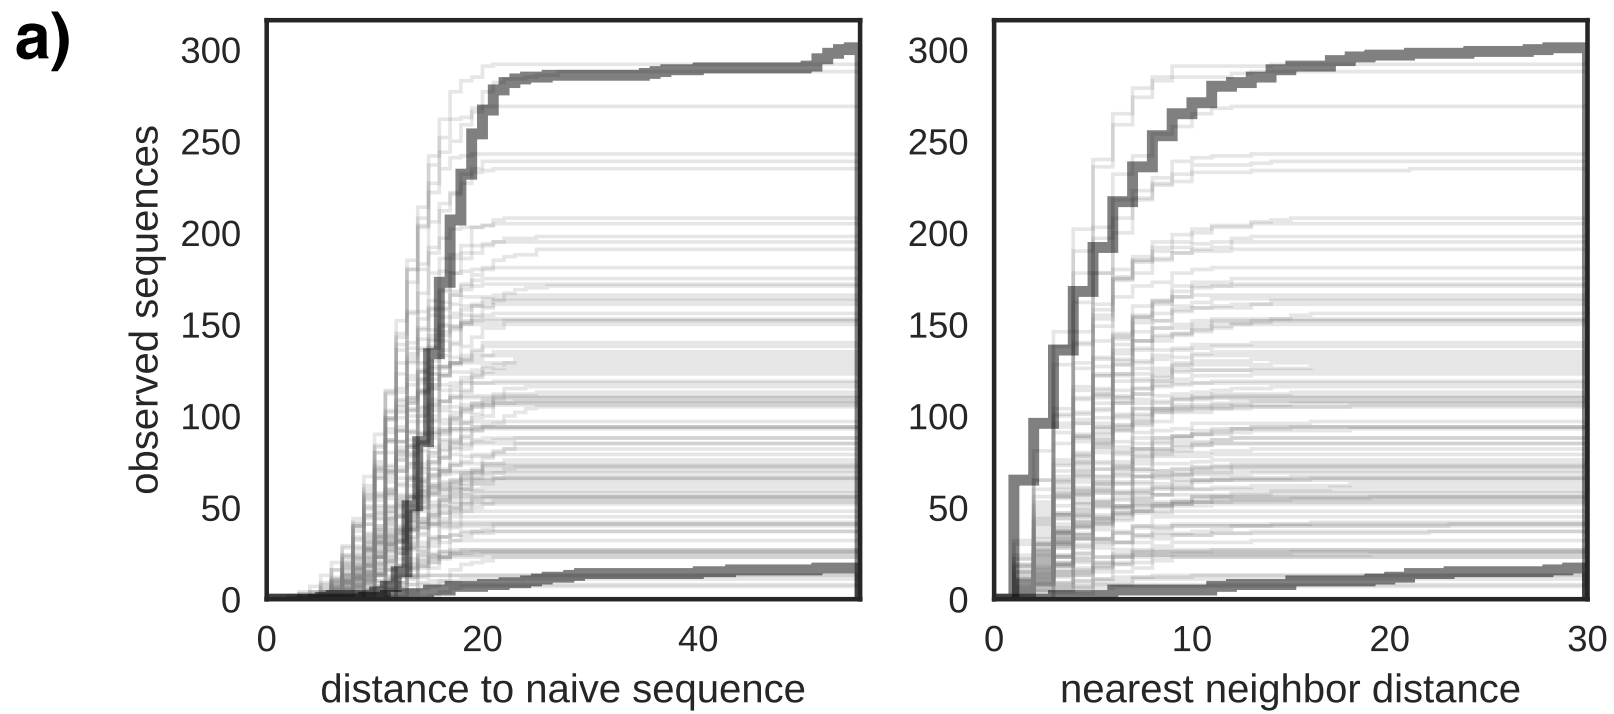 a)
observed sequences
300
250
200
150
100
50
0
0 20 40
distance to naive sequence
300
250
200
150
100
50
0
0 10 20 30
nearest neighbor distance